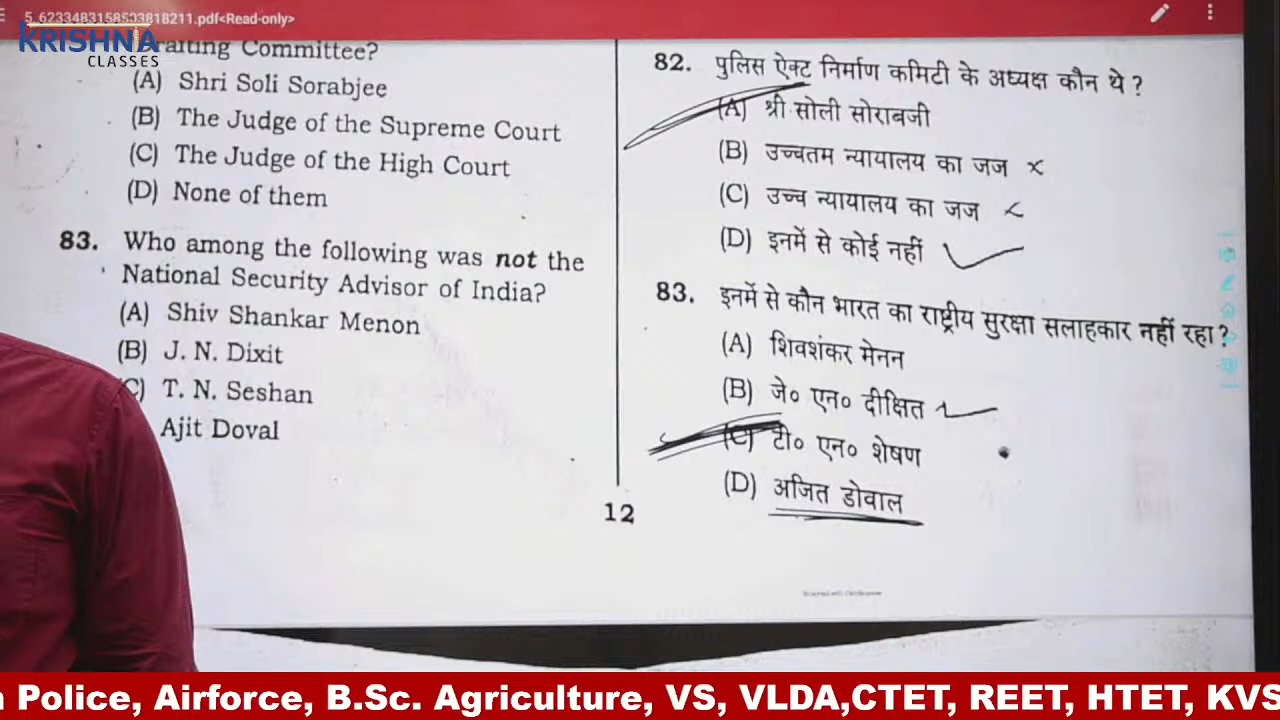 5_6233483158503818211.pdf<Read-only>
KRISHNA
CLASSES
rafting Committee?
(A) Shri Soli Sorabjee
(B) The Judge of the Supreme Court
(C) The Judge of the High Court
(D) None of them
83. Who among the following was not the
National Security Advisor of India?
(A) Shiv Shankar Menon
(B) J. N. Dixit
C) T. N. Seshan
Ajit Doval
82. पुलिस ऐक्ट निर्माण कमिटी के अध्यक्ष कौन थे ?
(A) श्री सोली सोराबजी
(B) उच्चतम न्यायालय का जज
(C) उच्च न्यायालय का जज
(D) इनमें से कोई नहीं
83. इनमें से कौन भारत का राष्ट्रीय सुरक्षा सलाहकार नहीं रहा ?
(A) शिवशंकर मेनन
(B) जे० एन० दीक्षित
(C) टी० एन० शेषण
(D) अजित डोवाल
12
Police, Airforce, B.Sc. Agriculture, VS, VLDA,CTET, REET, HTET, KVS